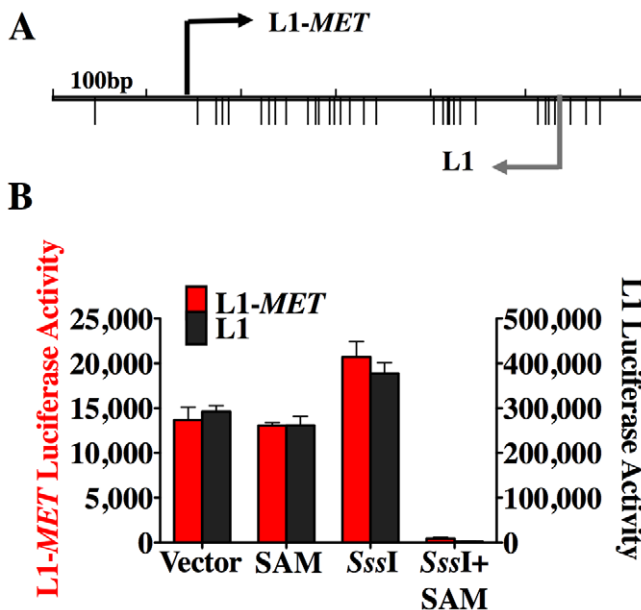 A
L1-MET
100bp
L1
B
L1-MET Luciferase Activity
L1 Luciferase Activity
L1-MET
L1
25,000
20,000
15,000
10,000
5,000
0
500,000
400,000
300,000
200,000
100,000
0
Vector
SAM
SssI
SssI+
SAM